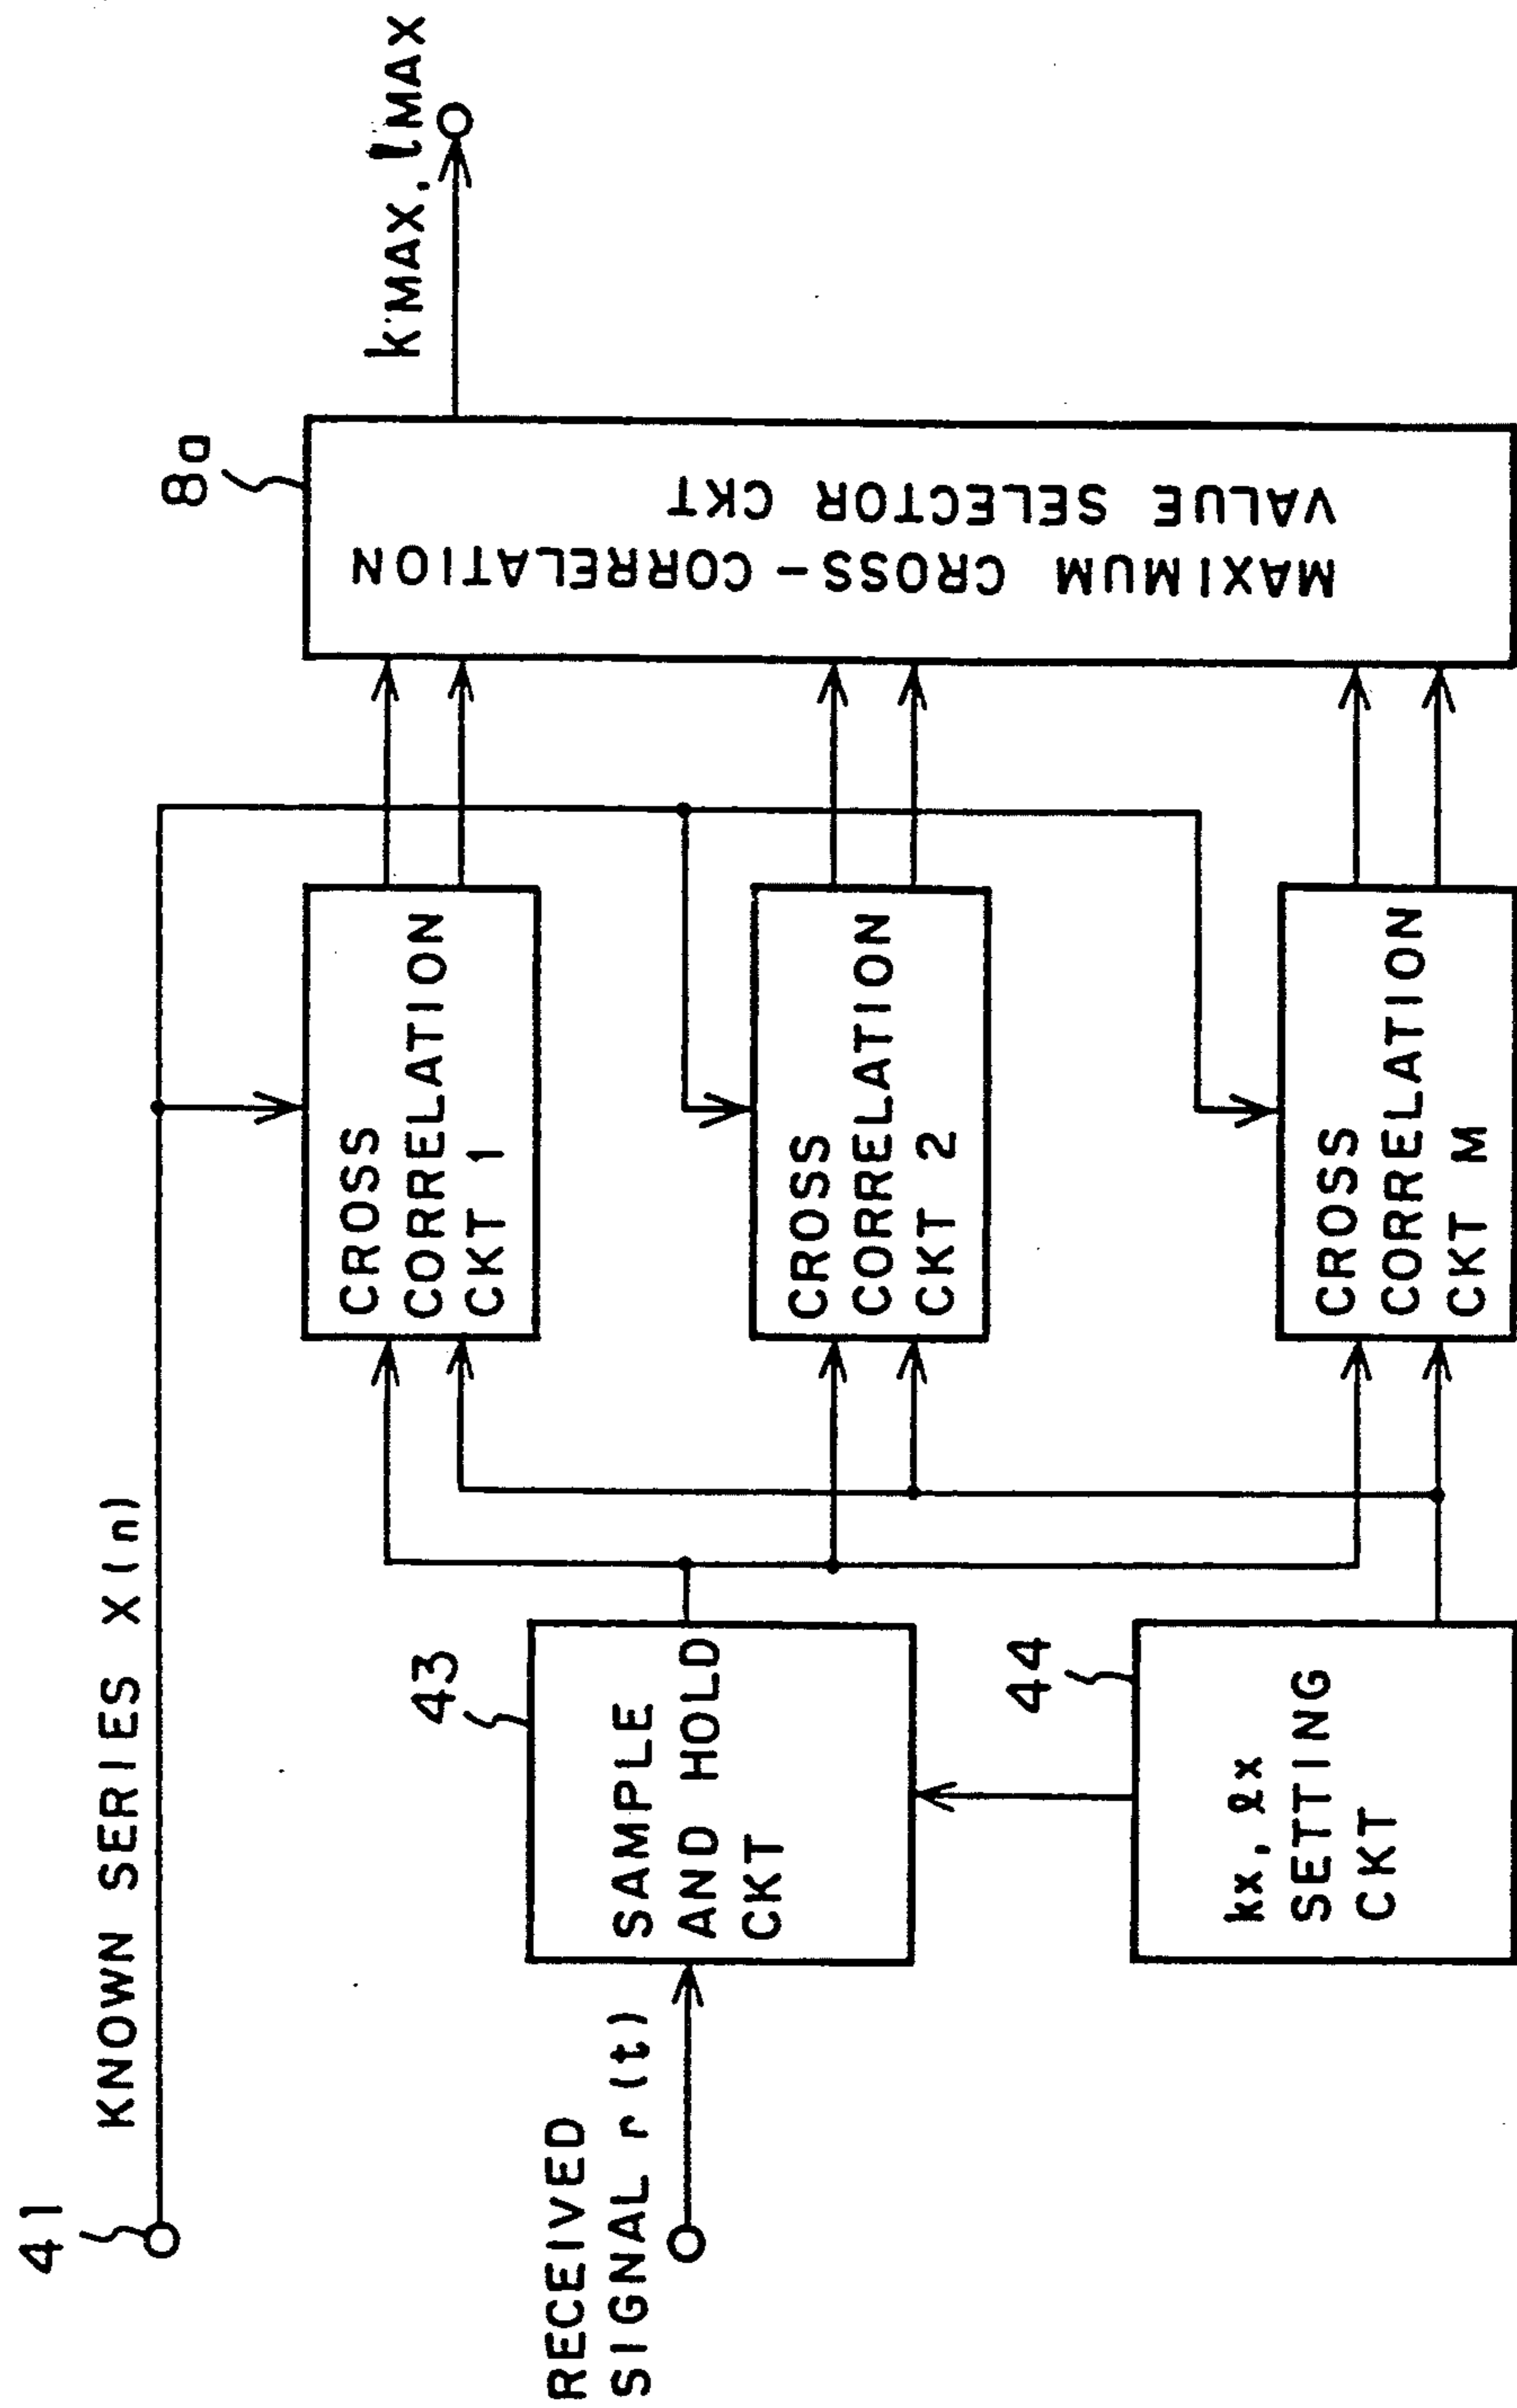 41
KNOWN SERIES X(n)
RECEIVED
SIGNAL r(t)
43
SAMPLE
AND HOLD
CKT
44
kx, ℓx
SETTING
CKT
CROSS
CORRELATION
CKT 1
CROSS
CORRELATION
CKT 2
CROSS
CORRELATION
CKT M
8a
MAXIMUM CROSS-CORRELATION
VALUE SELECTOR CKT
kMAX, lMAX